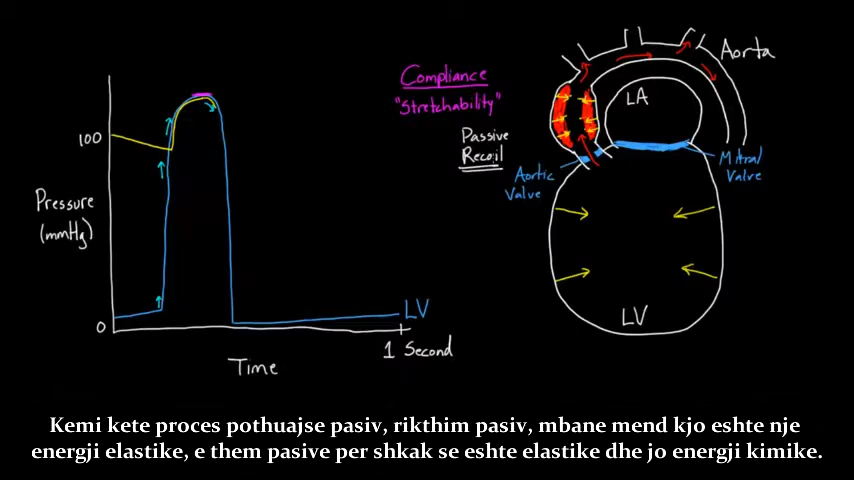 Compliance
"Stretchability"
Passive
Recoil
Aorta
LA
Aortic
Valve
Mitral
Valve
LV
100
Pressure
(mmHg)
0
LV
1 Second
Time
Kemi kete proces pothuajse pasiv, rikthim pasiv, mbane mend kjo eshte nje
energji elastike, e them pasive per shkak se eshte elastike dhe jo energji kimike.